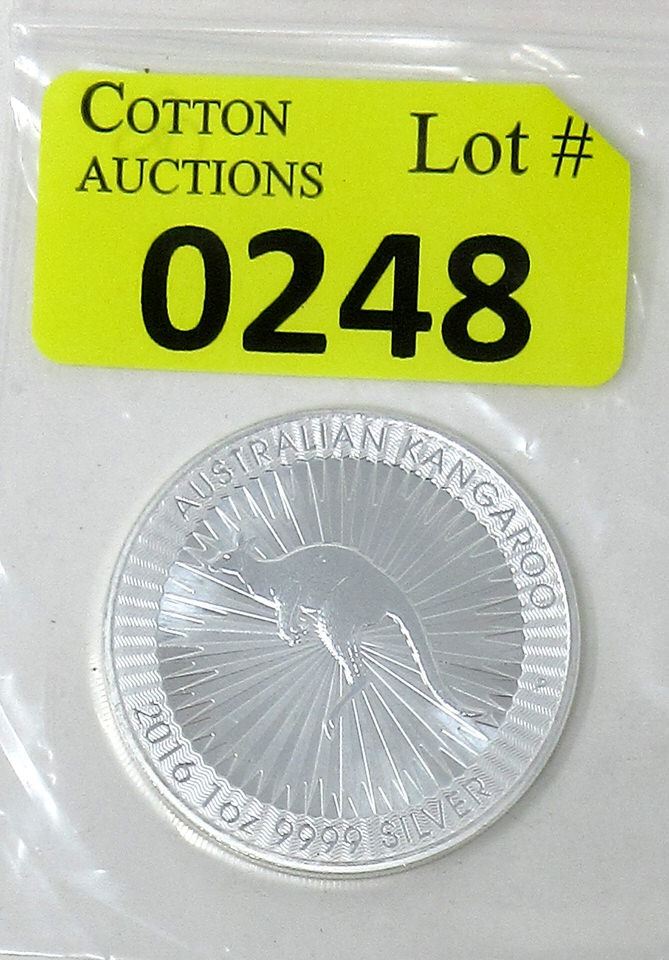 COTTON
AUCTIONS
Lot #
0248
AUSTRALIAN KANGAROO
2016 1oz 9999 SILVER